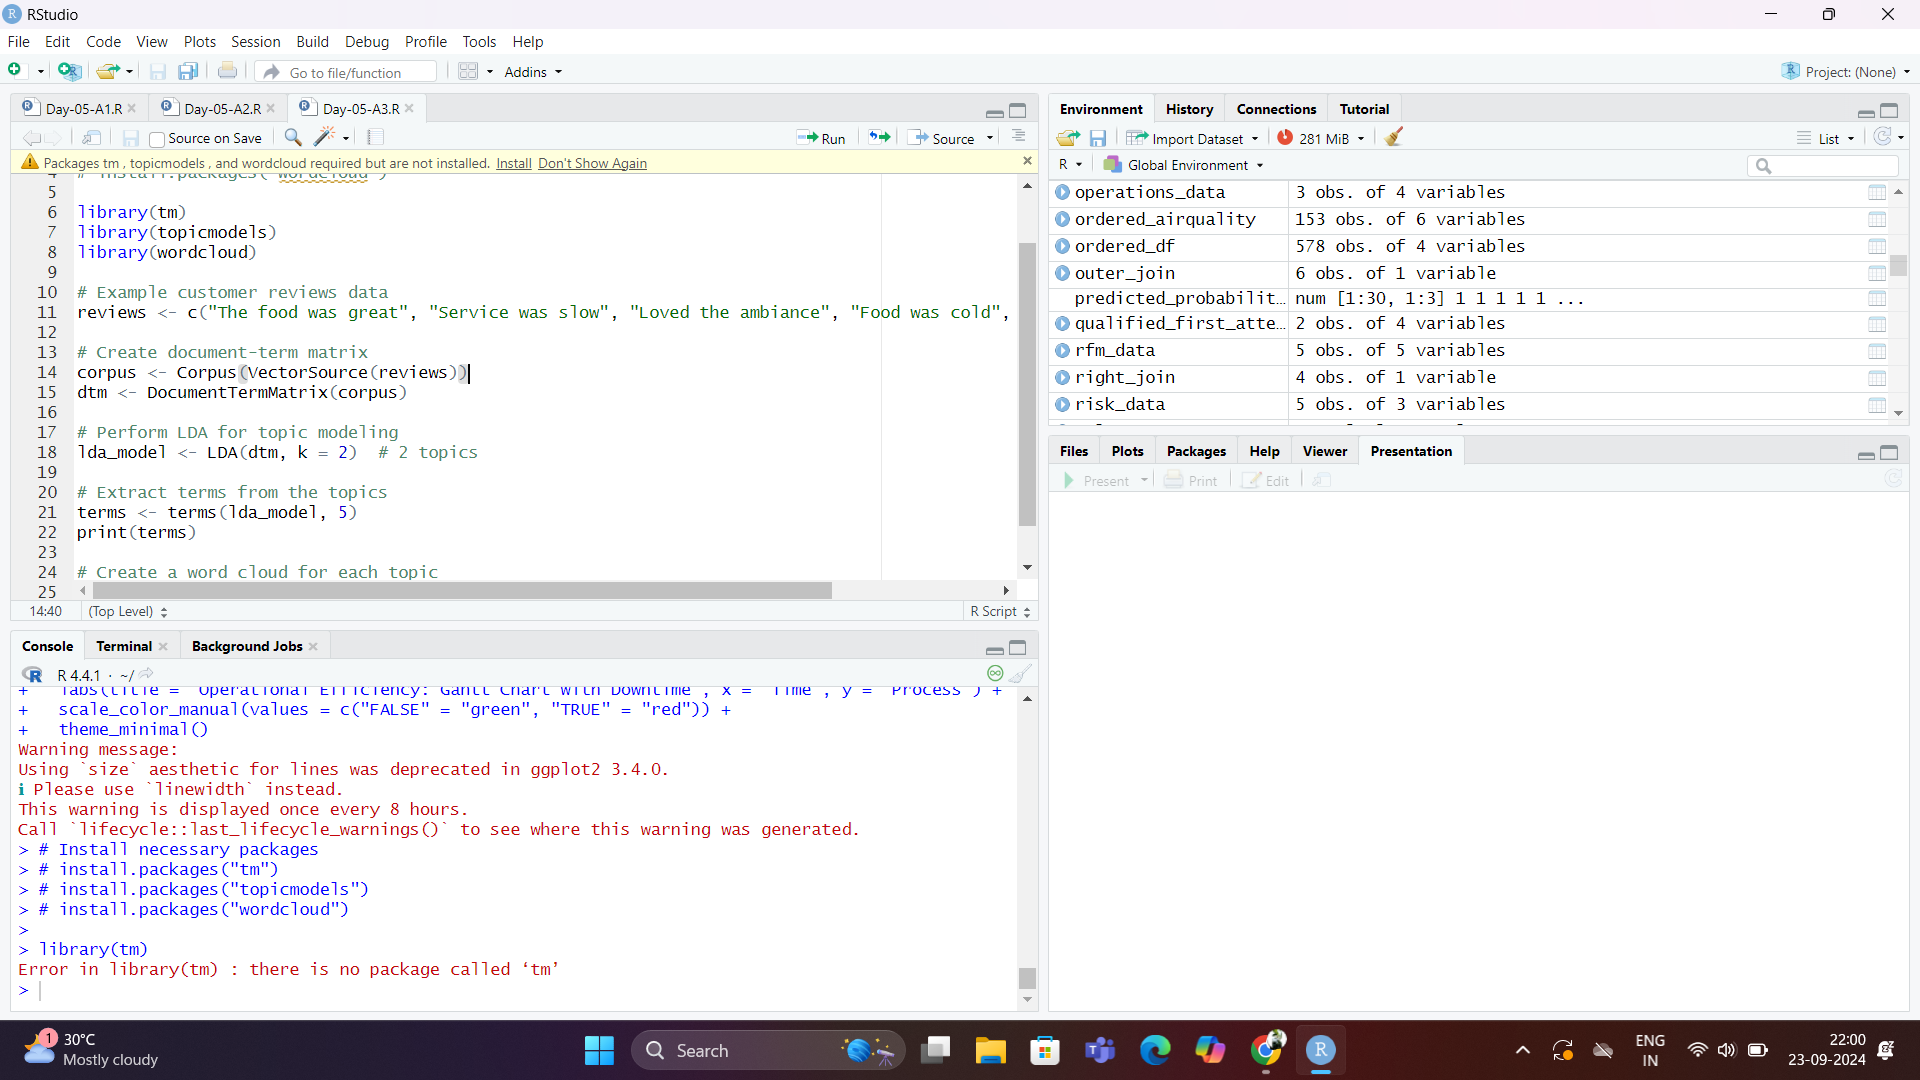 RStudio
File Edit Code View Plots Session Build Debug Profile Tools Help
Go to file/function Addins Project: (None)
Day-05-A1.R Day-05-A2.R Day-05-A3.R
Source on Save Run Source
Packages tm , topicmodels , and wordcloud required but are not installed. Install Don't Show Again
4 # install.packages("wordcloud")
5
6 library(tm)
7 library(topicmodels)
8 library(wordcloud)
9
10 # Example customer reviews data
11 reviews <- c("The food was great", "Service was slow", "Loved the ambiance", "Food was cold",
12
13 # Create document-term matrix
14 corpus <- Corpus(VectorSource(reviews))
15 dtm <- DocumentTermMatrix(corpus)
16
17 # Perform LDA for topic modeling
18 lda_model <- LDA(dtm, k = 2)  # 2 topics
19
20 # Extract terms from the topics
21 terms <- terms(lda_model, 5)
22 print(terms)
23
24 # Create a word cloud for each topic
25
14:40 (Top Level) R Script
Console Terminal Background Jobs
R 4.4.1 · ~/
+   labs(title = "Operational Efficiency: Gantt Chart with Downtime", x = "Time", y = "Process") +
+   scale_color_manual(values = c("FALSE" = "green", "TRUE" = "red")) +
+   theme_minimal()
Warning message:
Using `size` aesthetic for lines was deprecated in ggplot2 3.4.0.
ℹ Please use `linewidth` instead.
This warning is displayed once every 8 hours.
Call `lifecycle::last_lifecycle_warnings()` to see where this warning was generated.
> # Install necessary packages
> # install.packages("tm")
> # install.packages("topicmodels")
> # install.packages("wordcloud")
>
> library(tm)
Error in library(tm) : there is no package called ‘tm’
>
Environment History Connections Tutorial
Import Dataset 281 MiB List
R Global Environment
operations_data 3 obs. of 4 variables
ordered_airquality 153 obs. of 6 variables
ordered_df 578 obs. of 4 variables
outer_join 6 obs. of 1 variable
predicted_probabilit… num [1:30, 1:3] 1 1 1 1 1 ...
qualified_first_atte… 2 obs. of 4 variables
rfm_data 5 obs. of 5 variables
right_join 4 obs. of 1 variable
risk_data 5 obs. of 3 variables
Files Plots Packages Help Viewer Presentation
Present Print Edit
1 30°C
Mostly cloudy
Search
ENG
IN
22:00
23-09-2024